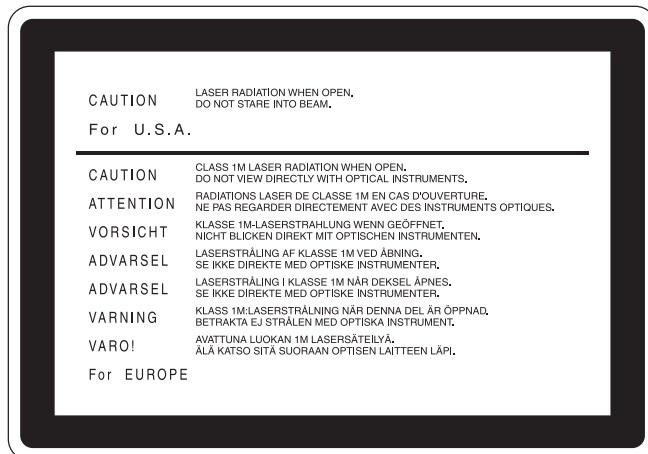 CAUTION LASER RADIATION WHEN OPEN.
DO NOT STARE INTO BEAM.
For U.S.A.
CAUTION CLASS 1M LASER RADIATION WHEN OPEN.
DO NOT VIEW DIRECTLY WITH OPTICAL INSTRUMENTS.
ATTENTION RADIATIONS LASER DE CLASSE 1M EN CAS D'OUVERTURE.
NE PAS REGARDER DIRECTEMENT AVEC DES INSTRUMENTS OPTIQUES.
VORSICHT KLASSE 1M-LASERSTRAHLUNG WENN GEÖFFNET.
NICHT BLICKEN DIREKT MIT OPTISCHEN INSTRUMENTEN.
ADVARSEL LASERSTRÅLING AF KLASSE 1M VED ÅBNING.
SE IKKE DIREKTE MED OPTISKE INSTRUMENTER.
ADVARSEL LASERSTRÅLING I KLASSE 1M NÅR DEKSEL ÅPNES.
SE IKKE DIREKTE MED OPTISKE INSTRUMENTER.
VARNING KLASS 1M:LASERSTRÅLNING NÄR DENNA DEL ÄR ÖPPNAD.
BETRAKTA EJ STRÅLEN MED OPTISKA INSTRUMENT.
VARO! AVATTUNA LUOKAN 1M LASERSÄTEILYÄ.
ÄLÄ KATSO SITÄ SUORAAN OPTISEN LAITTEEN LÄPI.
For EUROPE